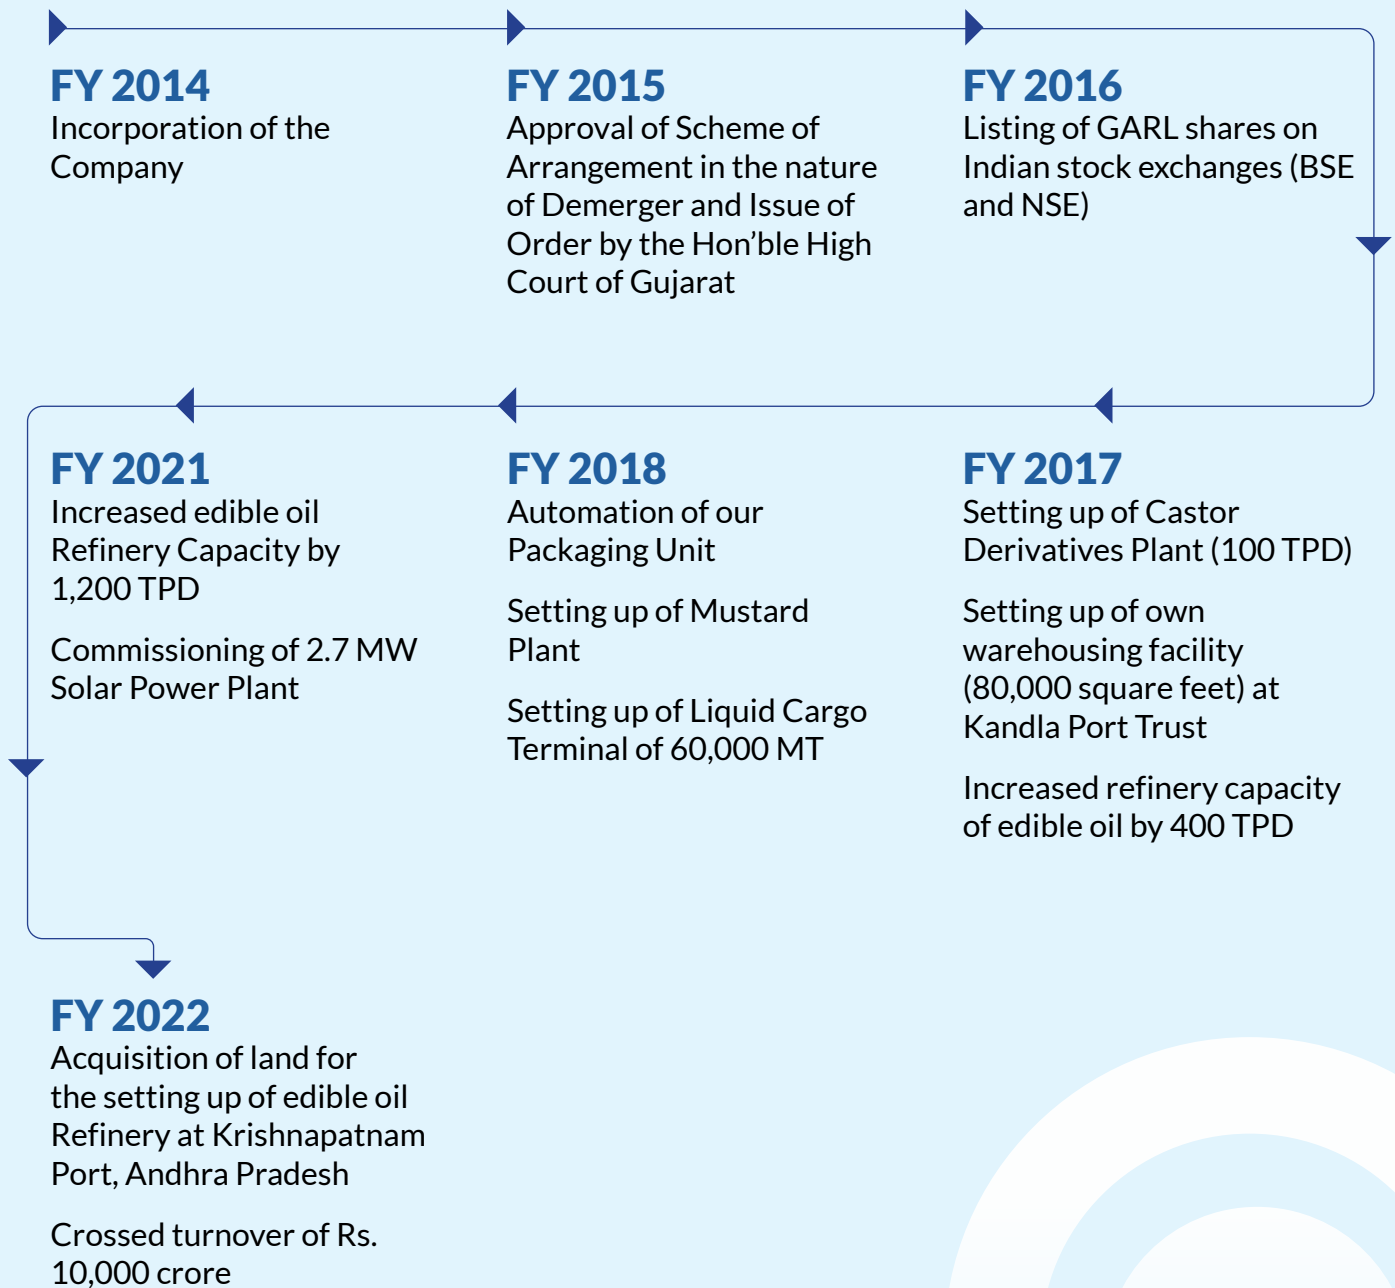 FY 2014
Incorporation of the
Company
FY 2015
Approval of Scheme of
Arrangement in the nature
of Demerger and Issue of
Order by the Hon’ble High
Court of Gujarat
FY 2016
Listing of GARL shares on
Indian stock exchanges (BSE
and NSE)
FY 2017
Setting up of Castor
Derivatives Plant (100 TPD)
Setting up of own
warehousing facility
(80,000 square feet) at
Kandla Port Trust
Increased refinery capacity
of edible oil by 400 TPD
FY 2018
Automation of our
Packaging Unit
Setting up of Mustard
Plant
Setting up of Liquid Cargo
Terminal of 60,000 MT
FY 2021
Increased edible oil
Refinery Capacity by
1,200 TPD
Commissioning of 2.7 MW
Solar Power Plant
FY 2022
Acquisition of land for
the setting up of edible oil
Refinery at Krishnapatnam
Port, Andhra Pradesh
Crossed turnover of Rs.
10,000 crore